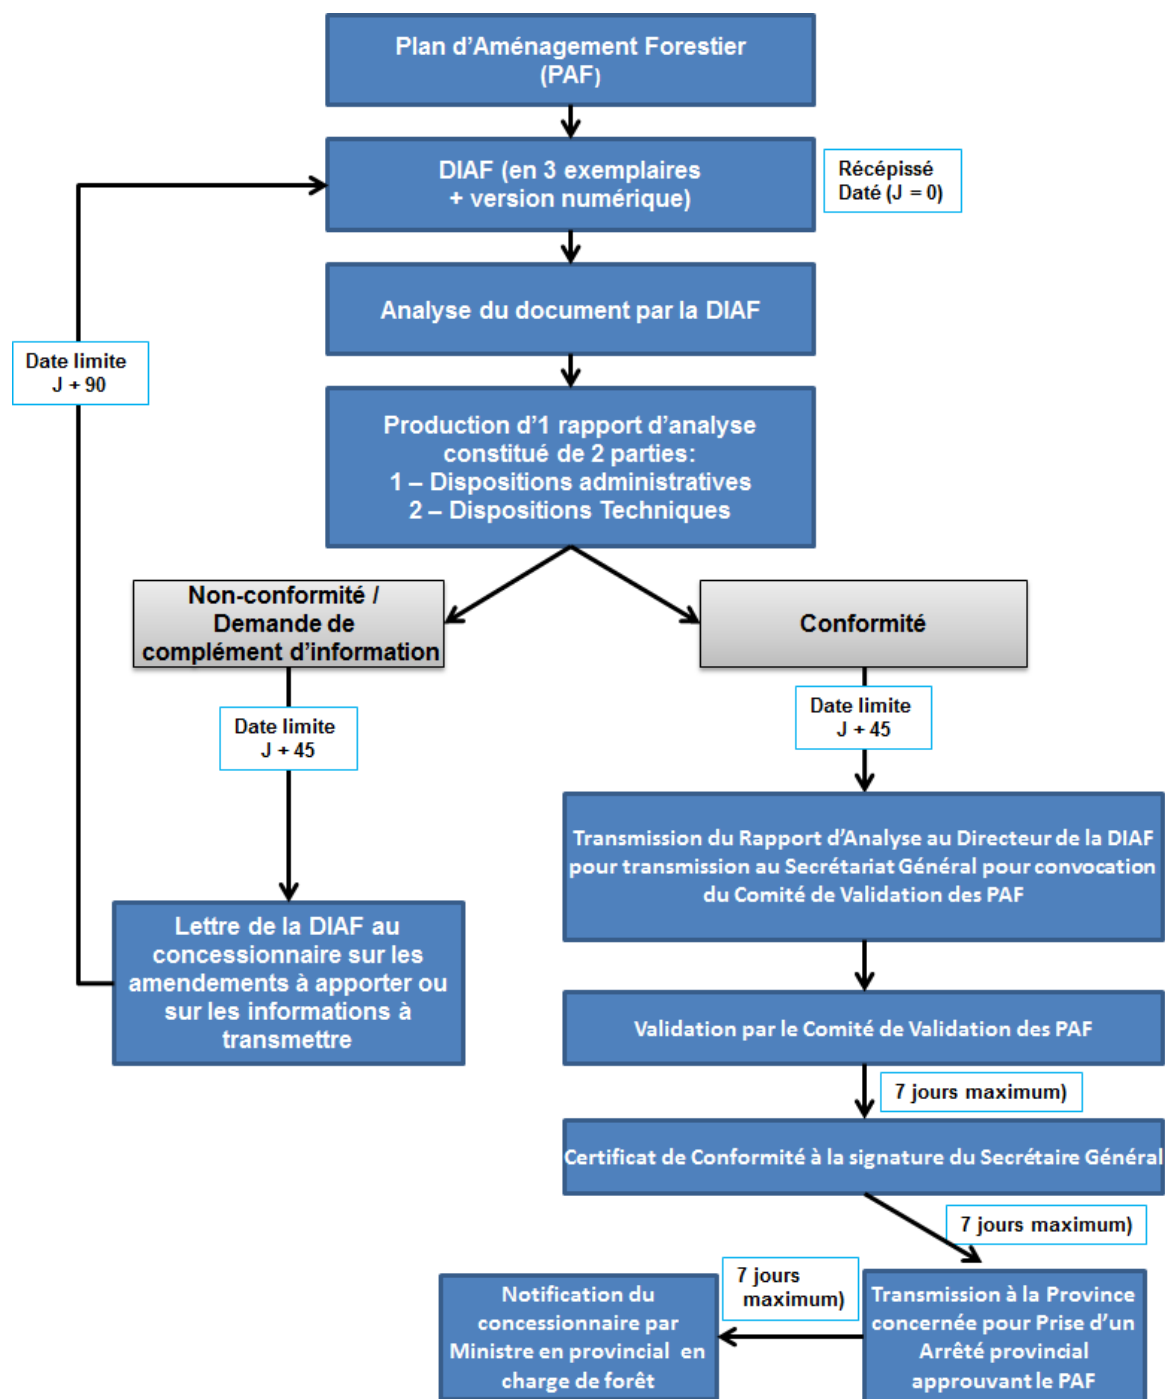 Plan d’Aménagement Forestier
(PAF)
DIAF (en 3 exemplaires
+ version numérique)
Récépissé
Daté (J = 0)
Analyse du document par la DIAF
Date limite
J + 90
Production d’1 rapport d’analyse
constitué de 2 parties:
1 – Dispositions administratives
2 – Dispositions Techniques
Non-conformité /
Demande de
complément d’information
Conformité
Date limite
J + 45
Date limite
J + 45
Transmission du Rapport d’Analyse au Directeur de la DIAF
pour transmission au Secrétariat Général pour convocation
du Comité de Validation des PAF
Lettre de la DIAF au
concessionnaire sur les
amendements à apporter ou
sur les informations à
transmettre
Validation par le Comité de Validation des PAF
7 jours maximum)
Certificat de Conformité à la signature du Secrétaire Général
7 jours maximum)
7 jours
maximum)
Transmission à la Province
concernée pour Prise d’un
Arrêté provincial
approuvant le PAF
Notification du
concessionnaire par
Ministre en provincial en
charge de forêt